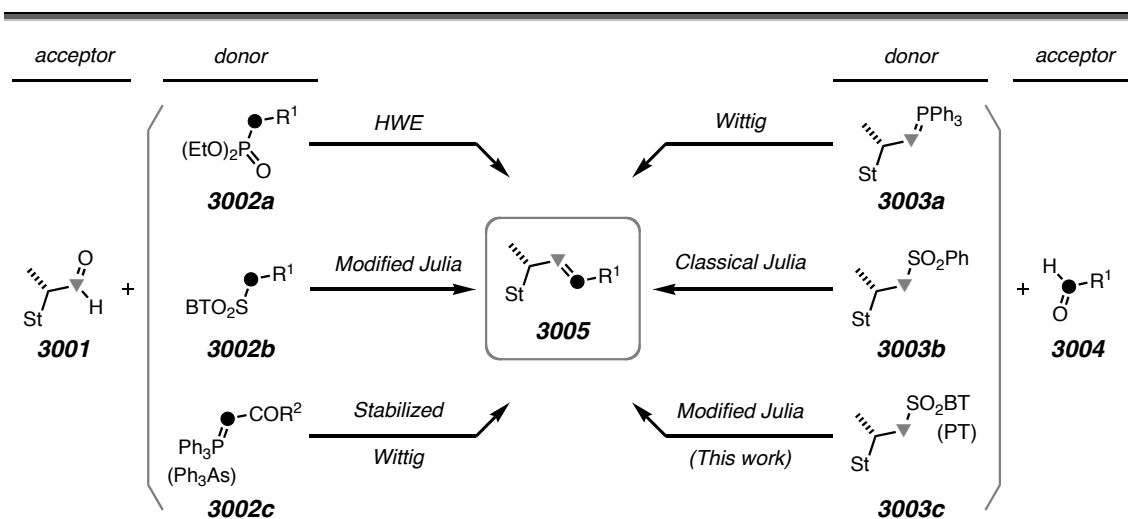 acceptor donor donor acceptor
R¹ HWE Wittig PPh₃
(EtO)₂P
O St
3002a 3003a
O Modified Julia R¹ Classical Julia SO₂Ph H
R¹ R¹
+ H BTO₂S St St + O
St
3001 3002b 3005 3003b 3004
COR² Stabilized Modified Julia SO₂BT
Ph₃P (PT)
(Ph₃As) Wittig (This work) St
3002c 3003c